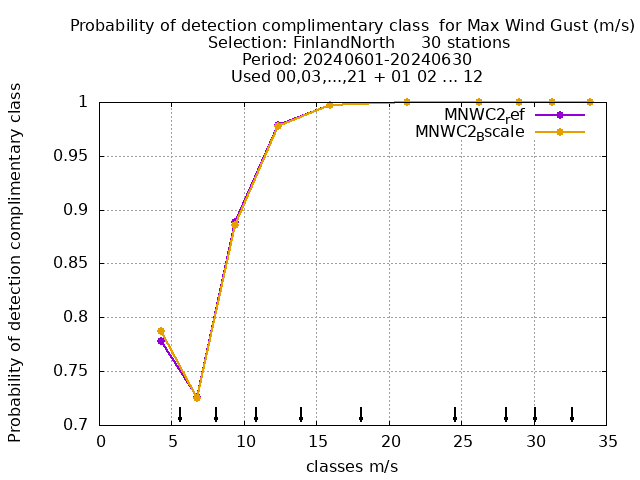 Probability of detection complimentary class  for Max Wind Gust (m/s)
Selection: FinlandNorth     30 stations
Period: 20240601-20240630
Used 00,03,...,21 + 01 02 ... 12
Probability of detection complimentary class
1
0.95
0.9
0.85
0.8
0.75
0.7
MNWC2ref
MNWC2Bscale
0 5 10 15 20 25 30 35
classes m/s